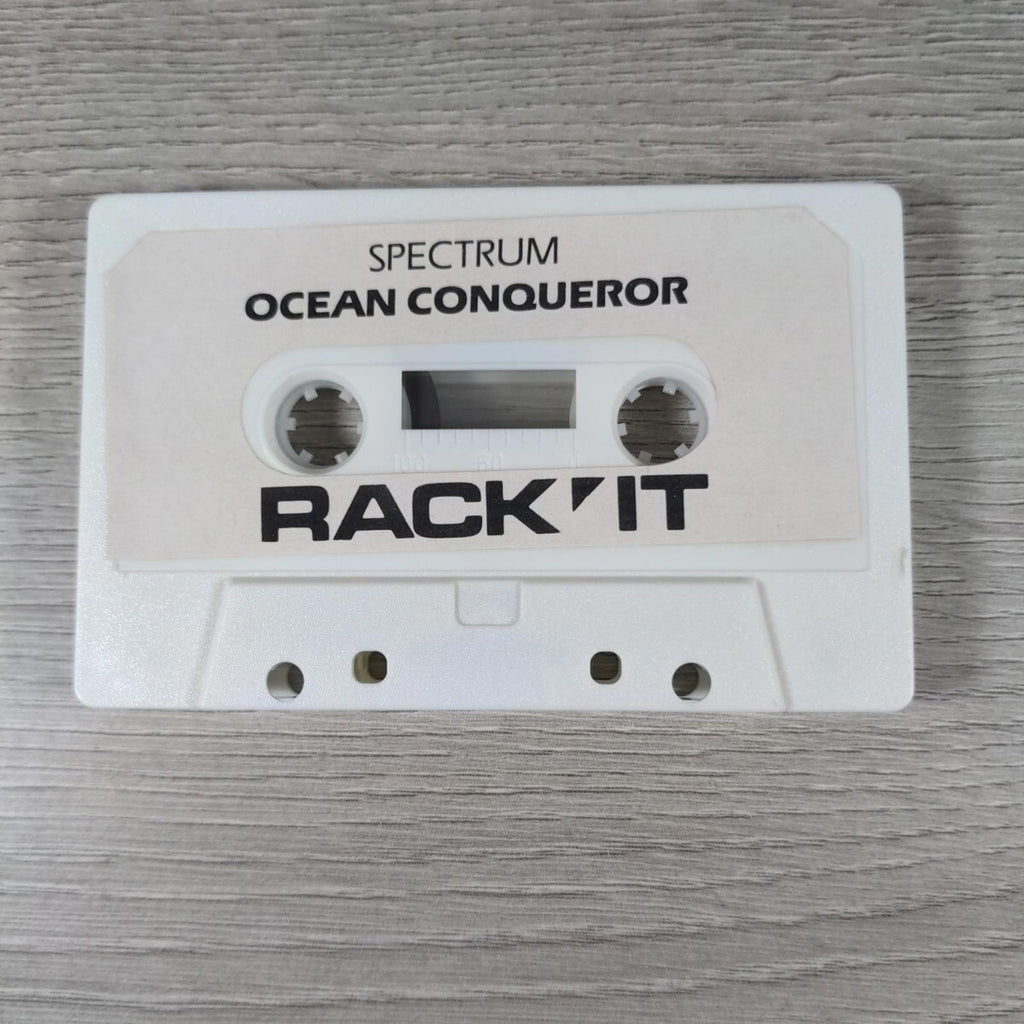 SPECTRUM
OCEAN CONQUEROR
100 50 0
RACK'IT